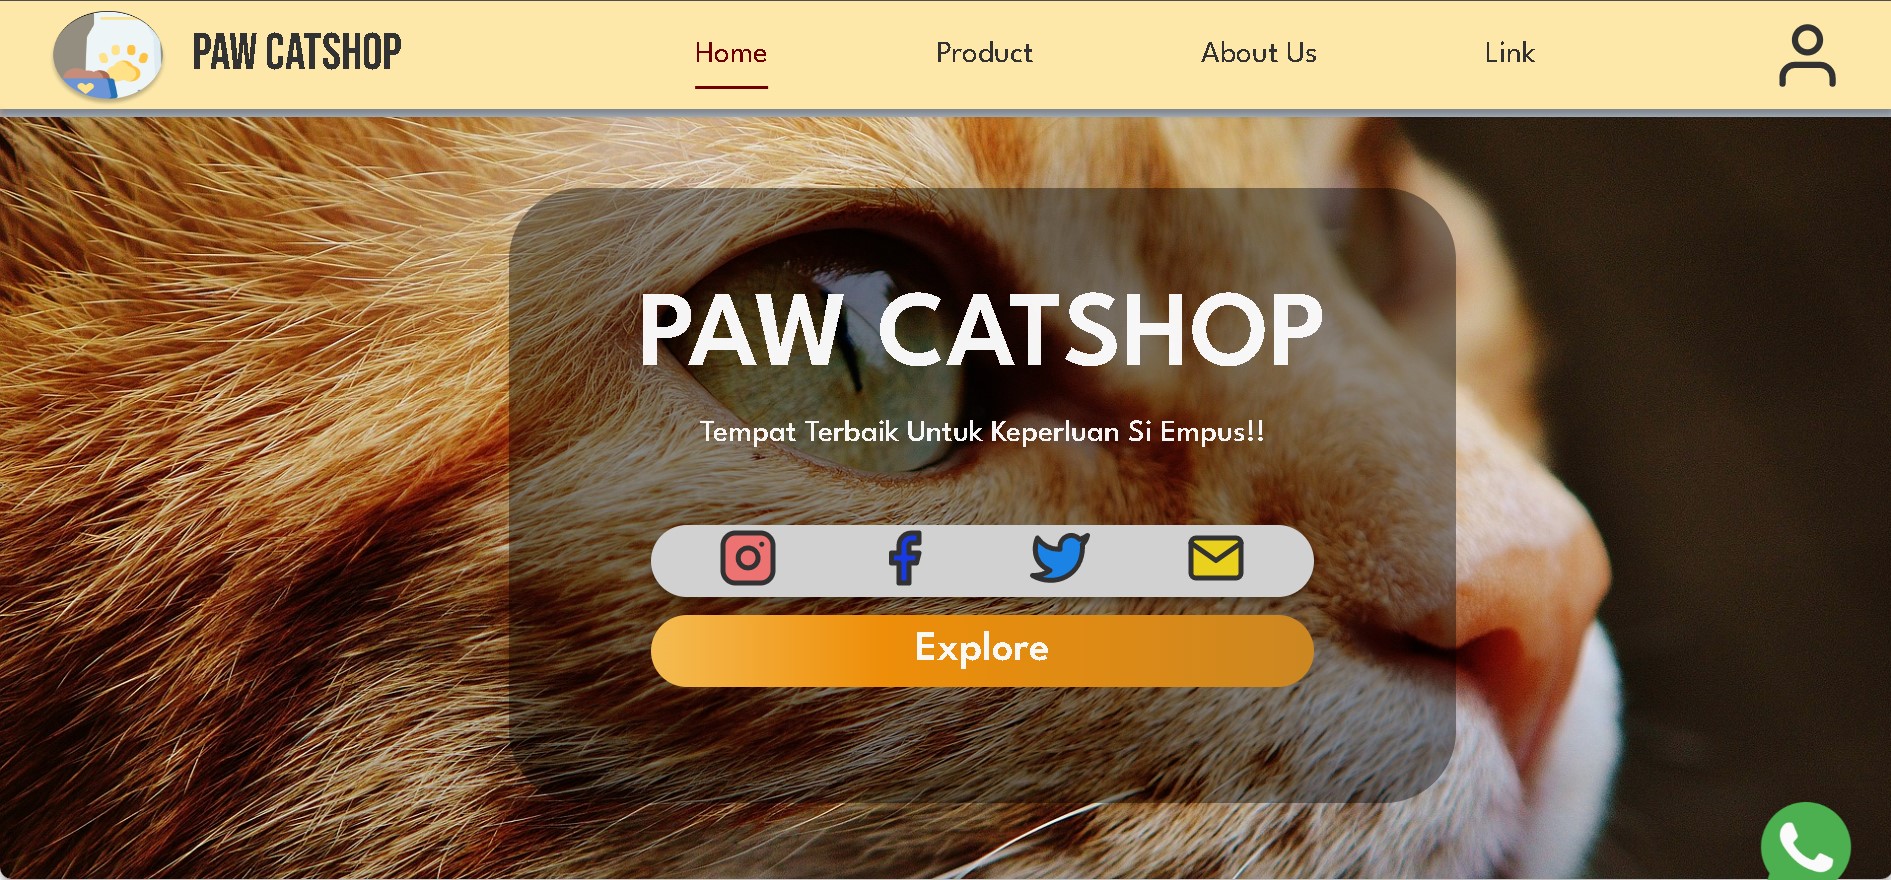 PAW CATSHOP
Home
Product
About Us
Link
PAW CATSHOP
Tempat Terbaik Untuk Keperluan Si Empus!!
Explore